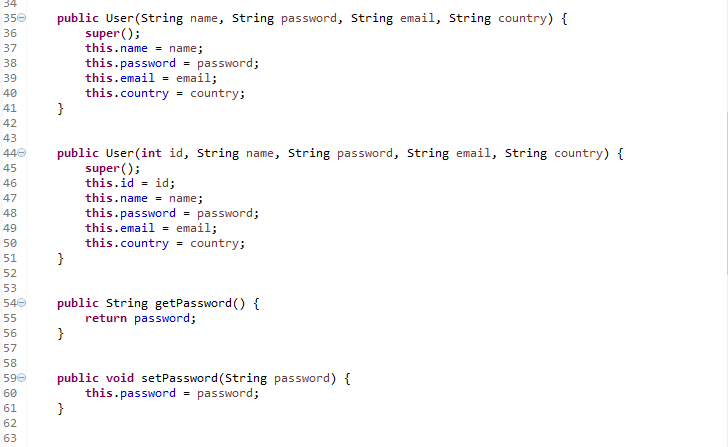 34
35 public User(String name, String password, String email, String country) {
36 super();
37 this.name = name;
38 this.password = password;
39 this.email = email;
40 this.country = country;
41 }
42
43
44 public User(int id, String name, String password, String email, String country) {
45 super();
46 this.id = id;
47 this.name = name;
48 this.password = password;
49 this.email = email;
50 this.country = country;
51 }
52
53
54 public String getPassword() {
55 return password;
56 }
57
58
59 public void setPassword(String password) {
60 this.password = password;
61 }
62
63